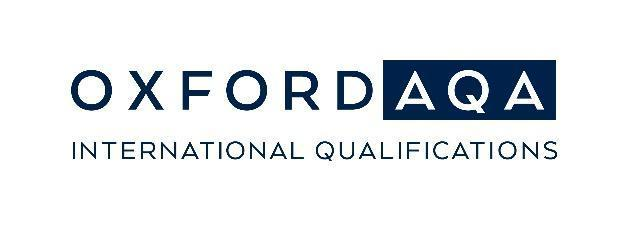 OXFORD AQA
INTERNATIONAL QUALIFICATIONS